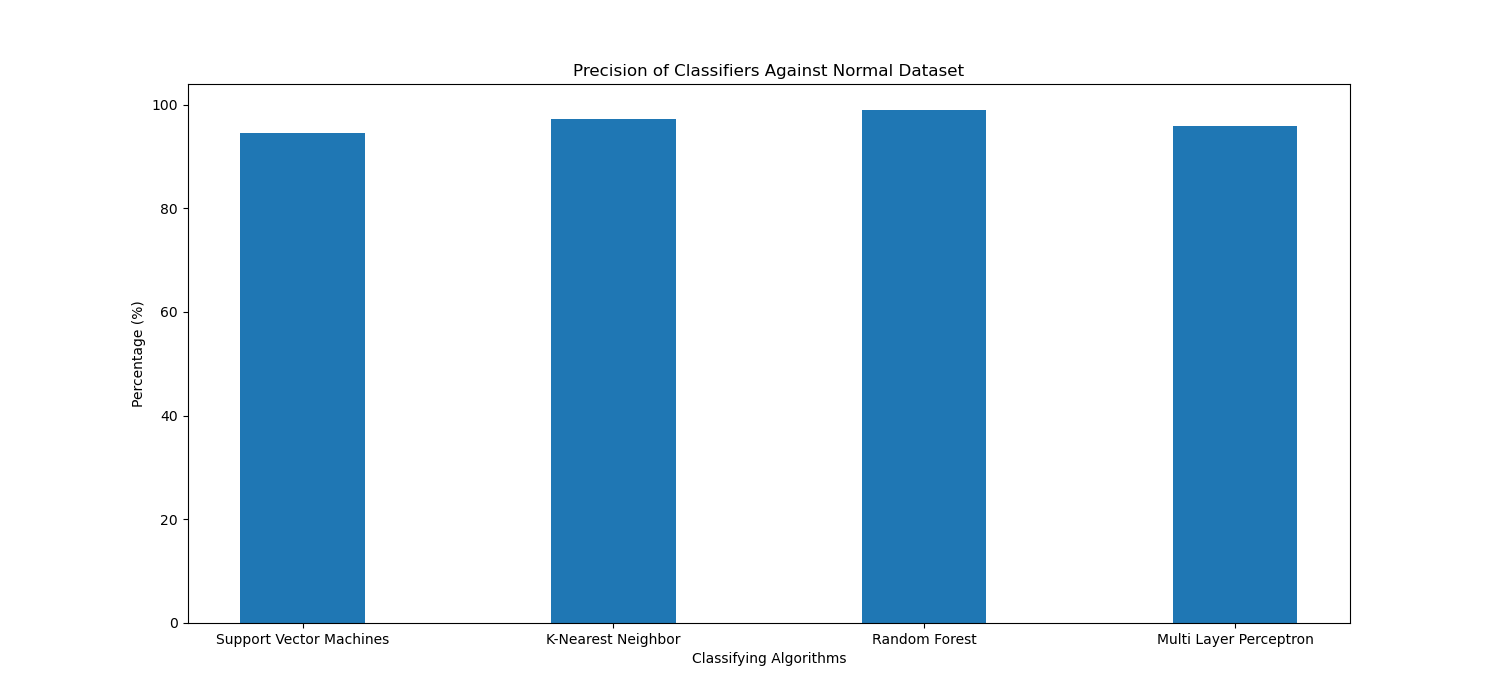 Precision of Classifiers Against Normal Dataset
100
80
60
40
20
0
Percentage (%)
Support Vector Machines
K-Nearest Neighbor
Random Forest
Multi Layer Perceptron
Classifying Algorithms